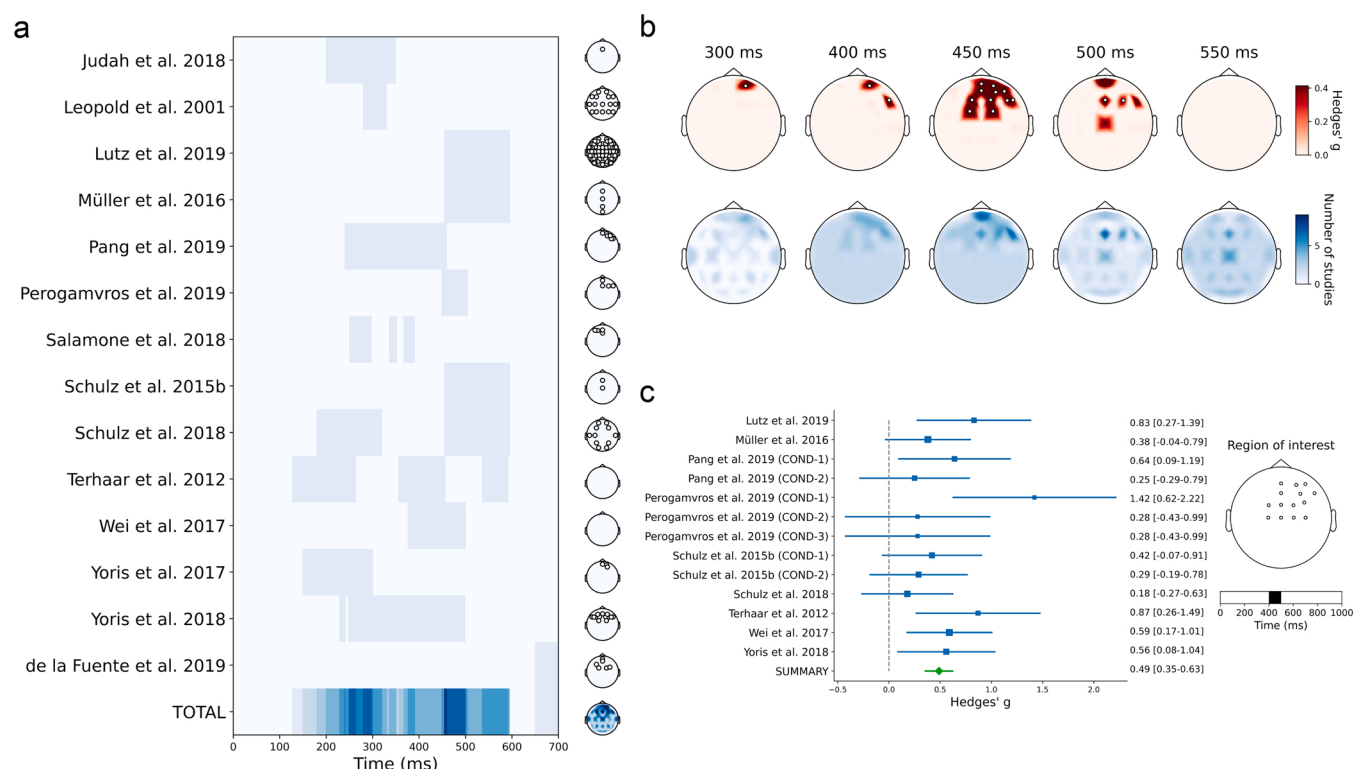 a
Judah et al. 2018
Leopold et al. 2001
Lutz et al. 2019
Müller et al. 2016
Pang et al. 2019
Perogamvros et al. 2019
Salamone et al. 2018
Schulz et al. 2015b
Schulz et al. 2018
Terhaar et al. 2012
Wei et al. 2017
Yoris et al. 2017
Yoris et al. 2018
de la Fuente et al. 2019
TOTAL
0 100 200 300 400 500 600 700
Time (ms)
b
300 ms 400 ms 450 ms 500 ms 550 ms
0.4
0.2
0.0
Hedges' g
5
0
Number of studies
c
Lutz et al. 2019 0.83 [0.27-1.39]
Müller et al. 2016 0.38 [-0.04-0.79]
Pang et al. 2019 (COND-1) 0.64 [0.09-1.19]
Pang et al. 2019 (COND-2) 0.25 [-0.29-0.79]
Perogamvros et al. 2019 (COND-1) 1.42 [0.62-2.22]
Perogamvros et al. 2019 (COND-2) 0.28 [-0.43-0.99]
Perogamvros et al. 2019 (COND-3) 0.28 [-0.43-0.99]
Schulz et al. 2015b (COND-1) 0.42 [-0.07-0.91]
Schulz et al. 2015b (COND-2) 0.29 [-0.19-0.78]
Schulz et al. 2018 0.18 [-0.27-0.63]
Terhaar et al. 2012 0.87 [0.26-1.49]
Wei et al. 2017 0.59 [0.17-1.01]
Yoris et al. 2018 0.56 [0.08-1.04]
SUMMARY 0.49 [0.35-0.63]
−0.5 0.0 0.5 1.0 1.5 2.0
Hedges' g
Region of interest
0 200 400 600 800 1000
Time (ms)